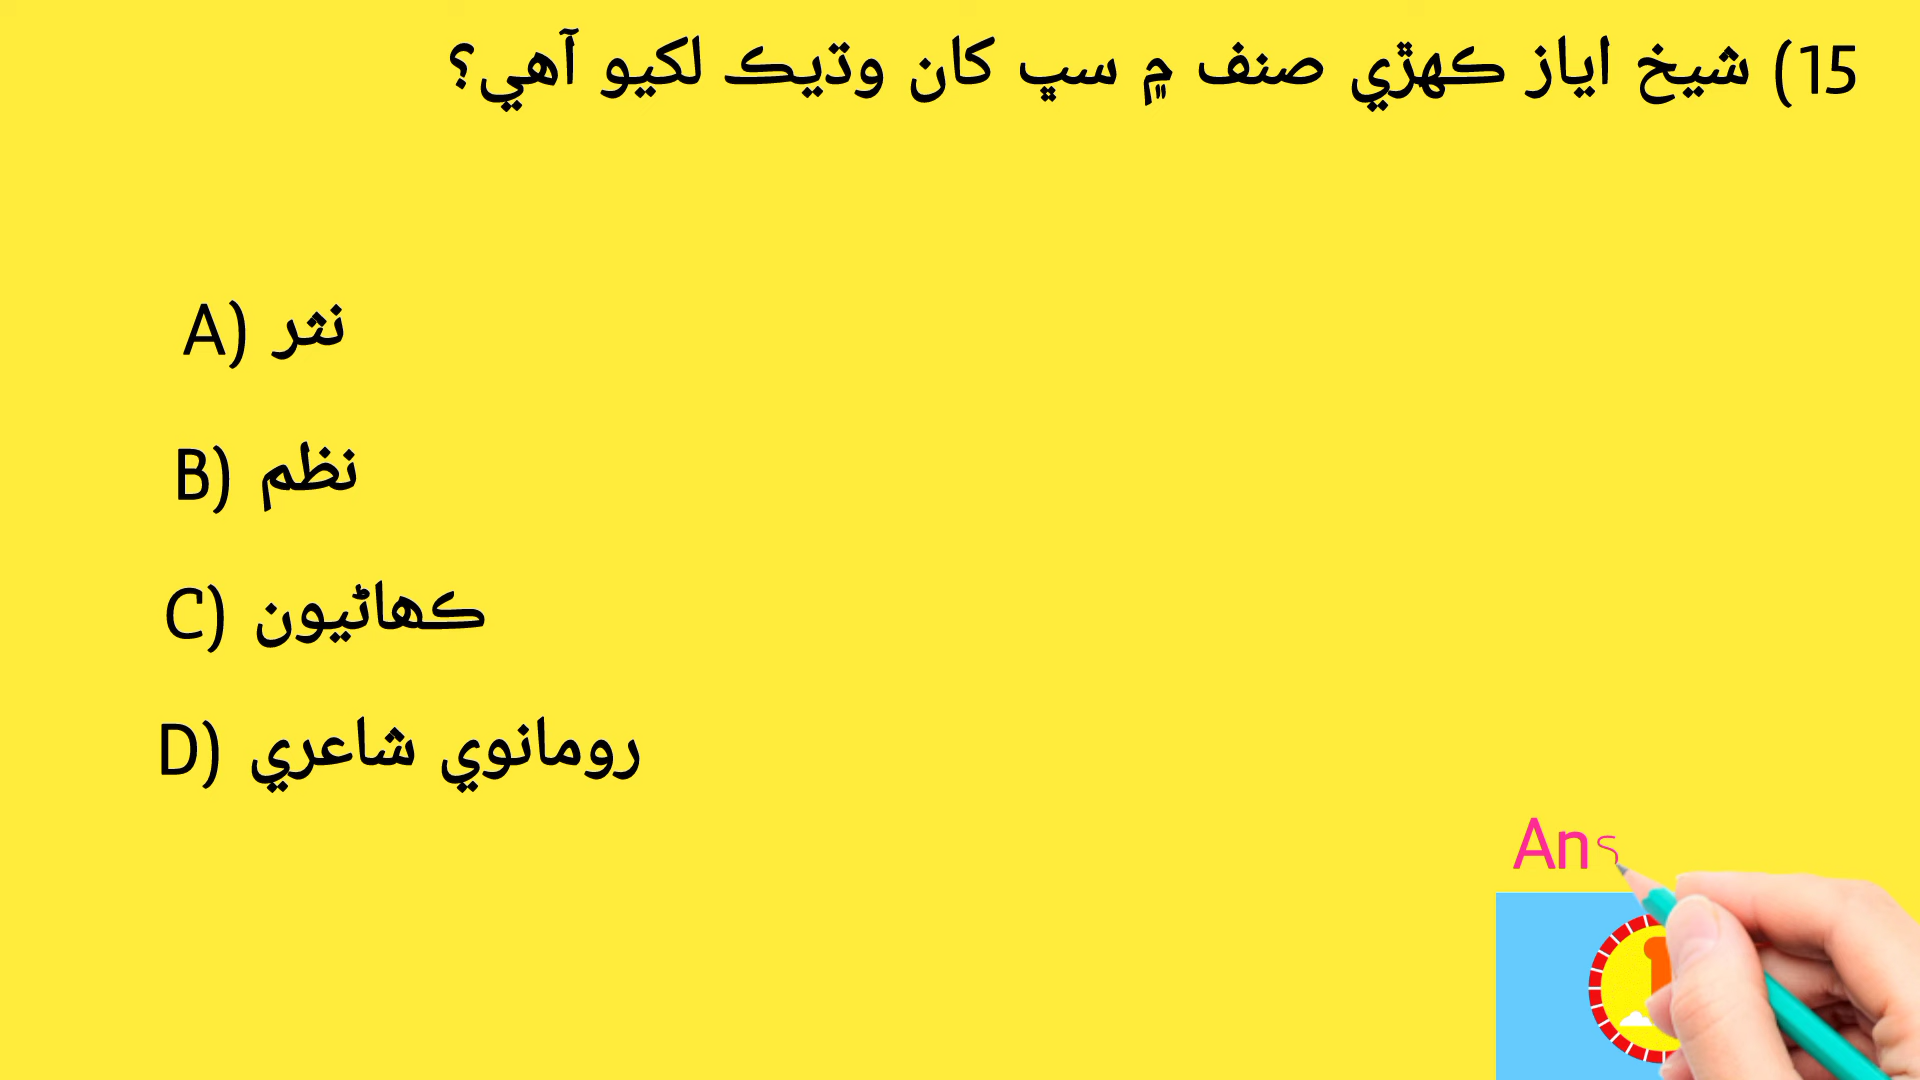 15) شيخ اياز ڪهڙي صنف ۾ سڀ کان وڌيڪ لکيو آهي؟
A) نثر
B) نظم
C) ڪهاڻيون
D) رومانوي شاعري
Ans